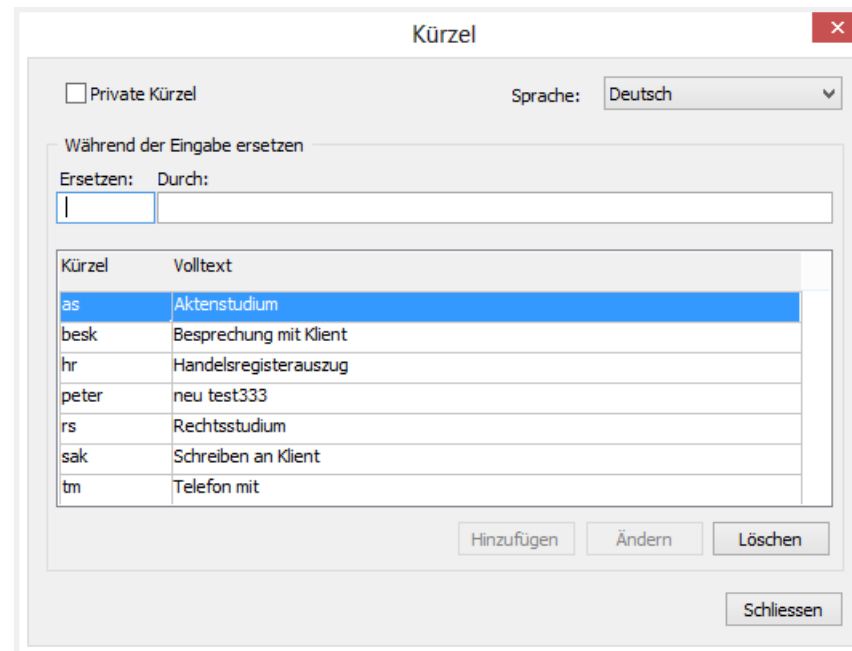 Kürzel
Private Kürzel Sprache: Deutsch
Während der Eingabe ersetzen
Ersetzen: Durch:
Kürzel Volltext
as Aktenstudium
besk Besprechung mit Klient
hr Handelsregisterauszug
peter neu test333
rs Rechtsstudium
sak Schreiben an Klient
tm Telefon mit
Hinzufügen Ändern Löschen
Schliessen